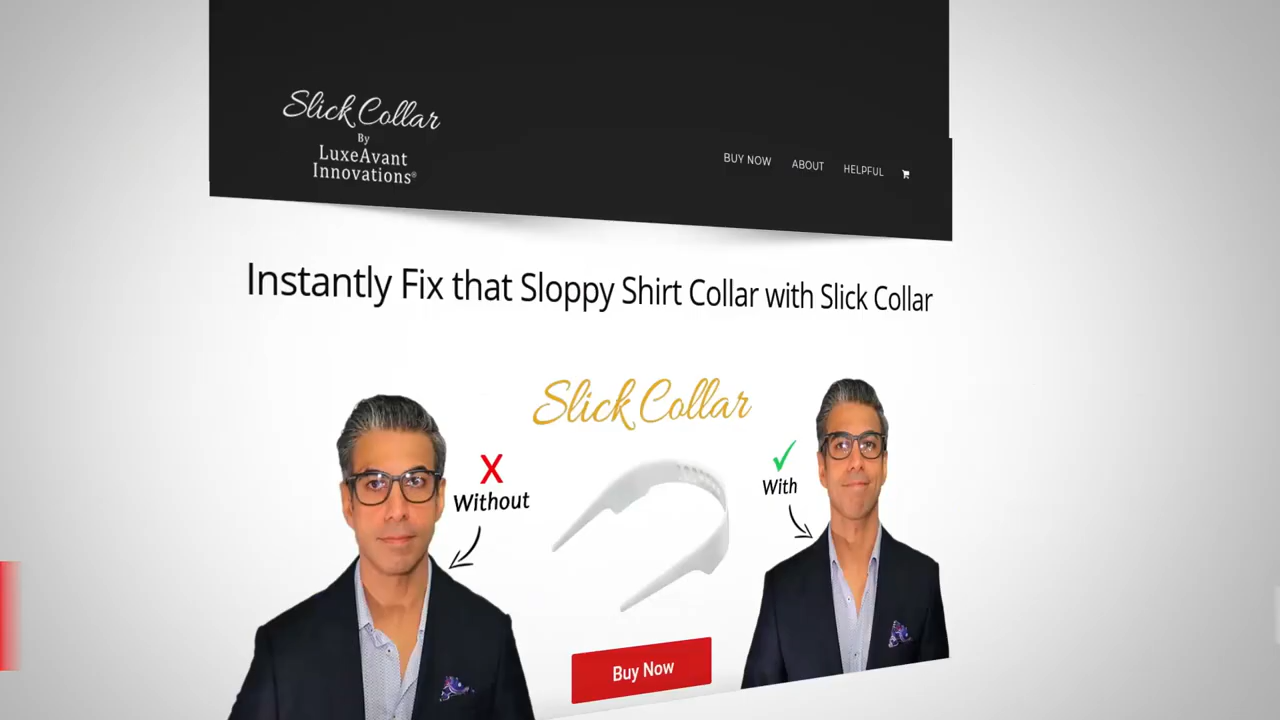 Slick Collar
By
LuxeAvant
Innovations®
BUY NOW ABOUT HELPFUL
Instantly Fix that Sloppy Shirt Collar with Slick Collar
Slick Collar
X
Without
✓
With
Buy Now